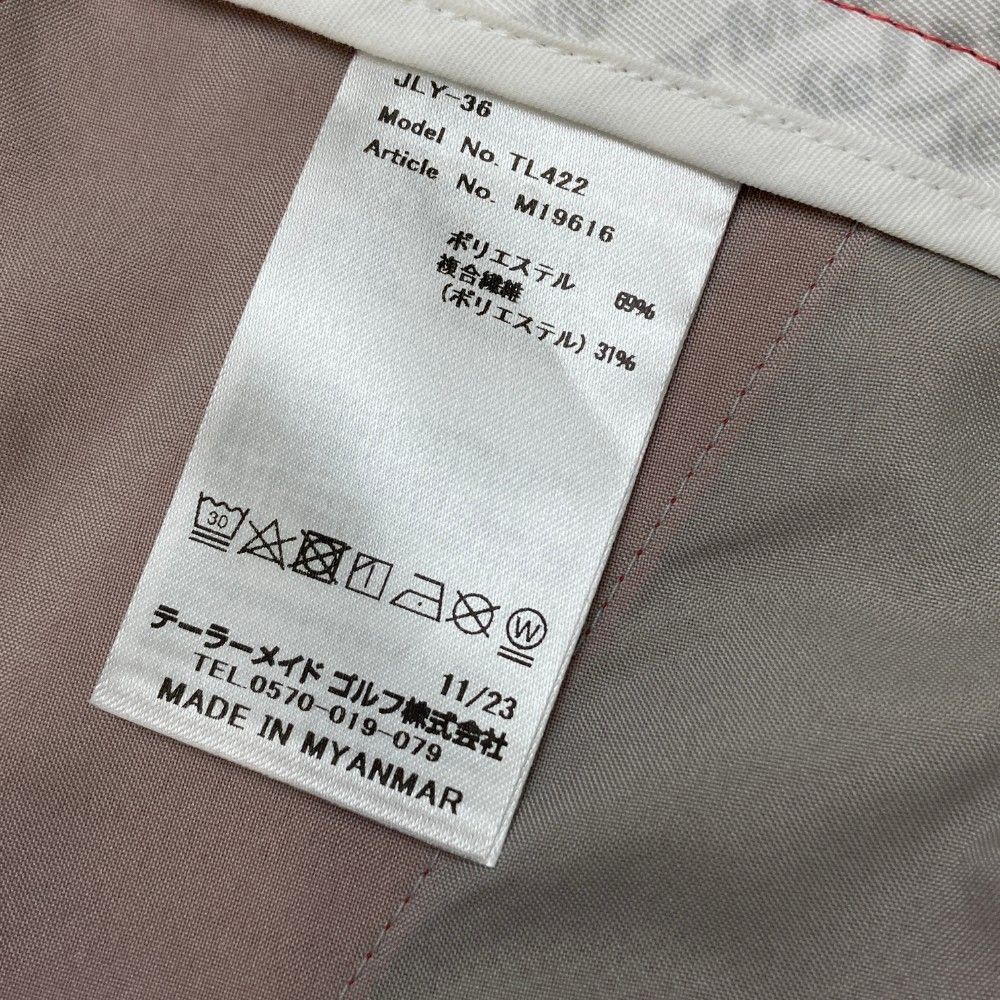 JLY-36
Model No. TL422
Article No. M19616
ポリエステル 69%
複合繊維
(ポリエステル) 31%
30
W
11/23
テーラーメイド ゴルフ株式会社
TEL.0570-019-079
MADE IN MYANMAR